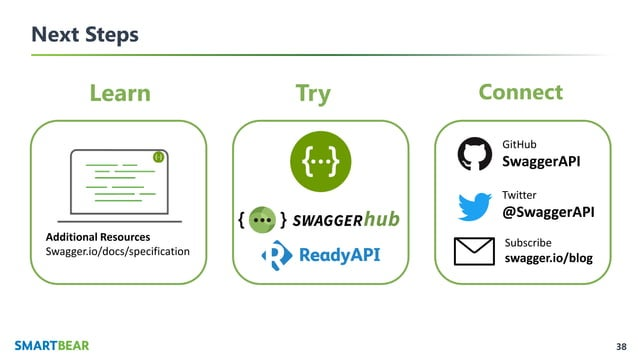 Next Steps
Learn
Additional Resources
Swagger.io/docs/specification
Try
{···}
{···} SWAGGERhub
ReadyAPI
Connect
GitHub
SwaggerAPI
Twitter
@SwaggerAPI
Subscribe
swagger.io/blog
SMARTBEAR
38